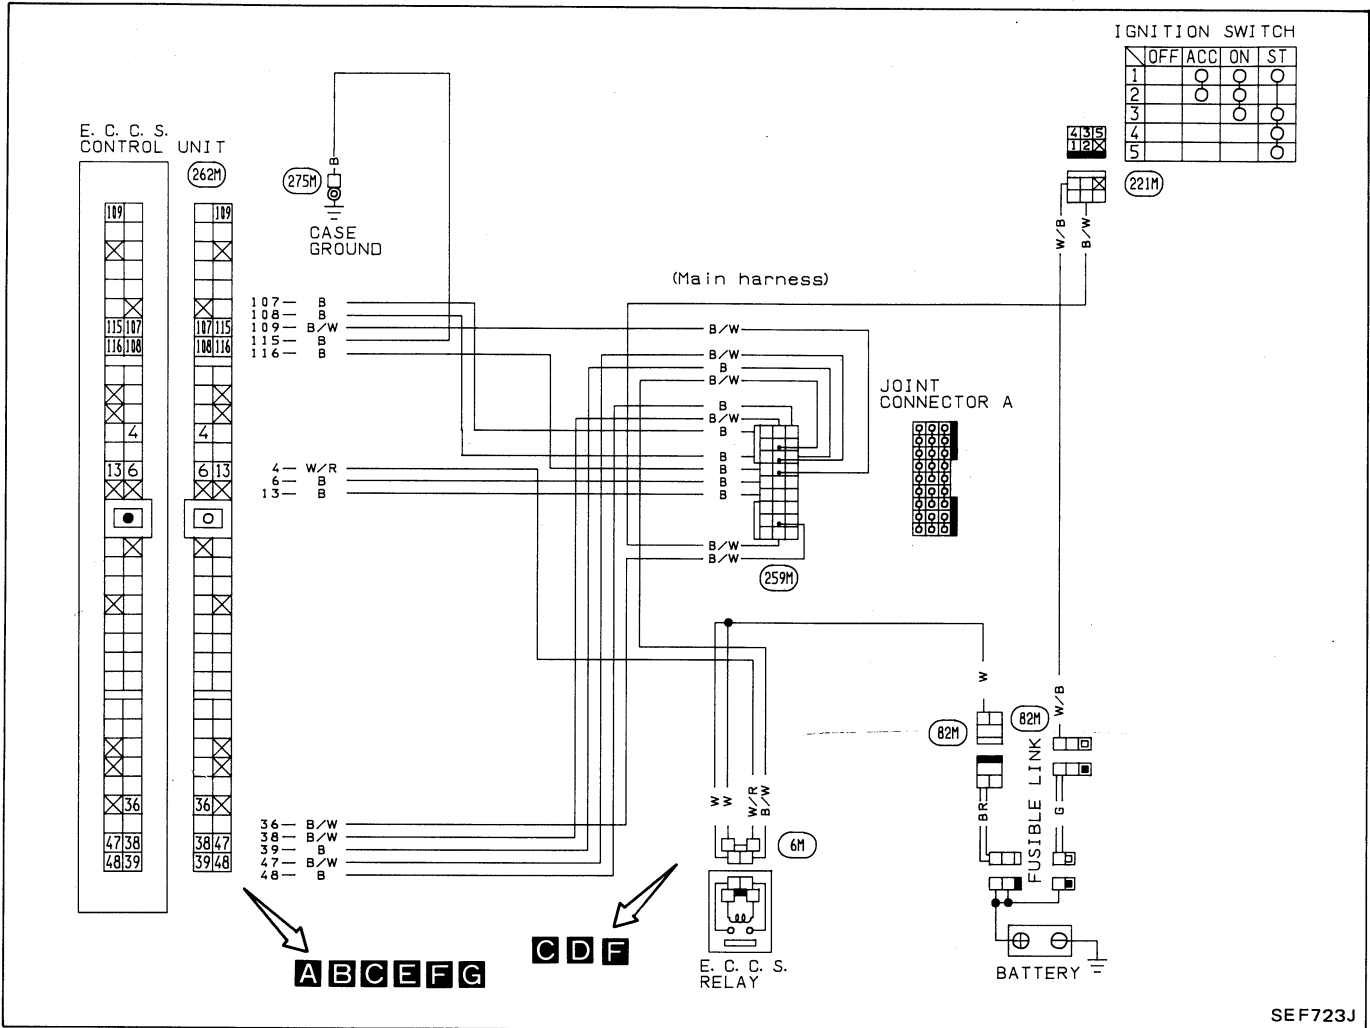 IGNITION SWITCH
OFF ACC ON ST
1
2
3
4
5
4 3 5
1 2
221M
W/B
B/W
E. C. C. S.
CONTROL UNIT
262M
275M
B
CASE
GROUND
(Main harness)
109
115 107
116 108
4
13 6
36
47 38
48 39
109
107 115
108 116
4
6 13
36
38 47
39 48
107— B
108— B
109— B/W
115— B
116— B
4— W/R
6— B
13— B
36— B/W
38— B/W
39— B
47— B/W
48— B
B/W
B/W
B
B/W
B
B/W
B
B
B
B
B
B/W
B/W
259M
JOINT
CONNECTOR A
W
W/B
82M
82M
FUSIBLE LINK
BR
G
W
W
W/R
B/W
6M
E. C. C. S.
RELAY
BATTERY
A B C E F G
C D F
SEF723J